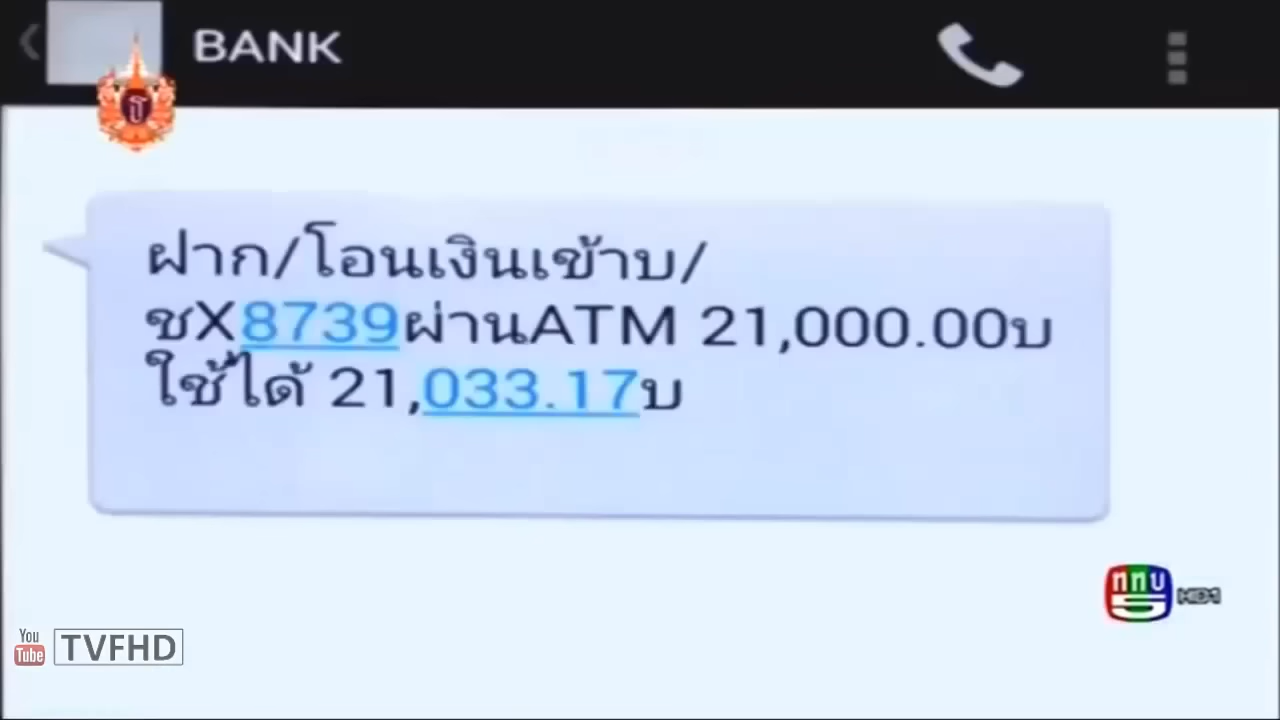 BANK
ฝาก/โอนเงินเข้าบ/
ชX8739ผ่านATM 21,000.00บ
ใช้ได้ 21,033.17บ
ททบ
5 HD1
You
Tube TVFHD